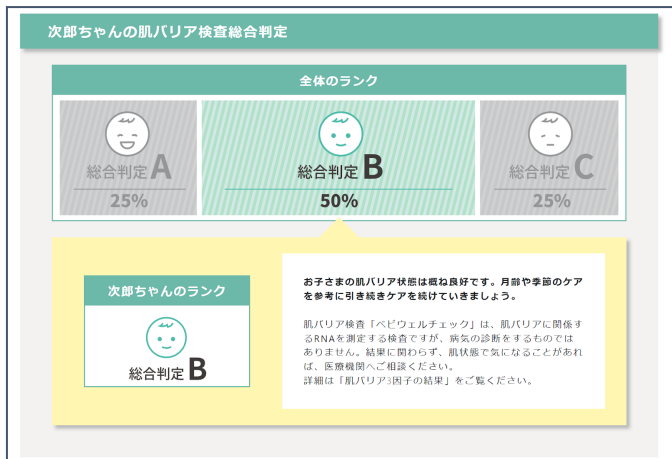 次郎ちゃんの肌バリア検査総合判定
全体のランク
総合判定 A
25%
総合判定 B
50%
総合判定 C
25%
次郎ちゃんのランク
総合判定 B
お子さまの肌バリア状態は概ね良好です。月齢や季節のケア
を参考に引き続きケアを続けていきましょう。
肌バリア検査「ベビウェルチェック」は、肌バリアに関係す
るRNAを測定する検査ですが、病気の診断をするものでは
ありません。結果に関わらず、肌状態で気になることがあれ
ば、医療機関へご相談ください。
詳細は「肌バリア3因子の結果」をご覧ください。